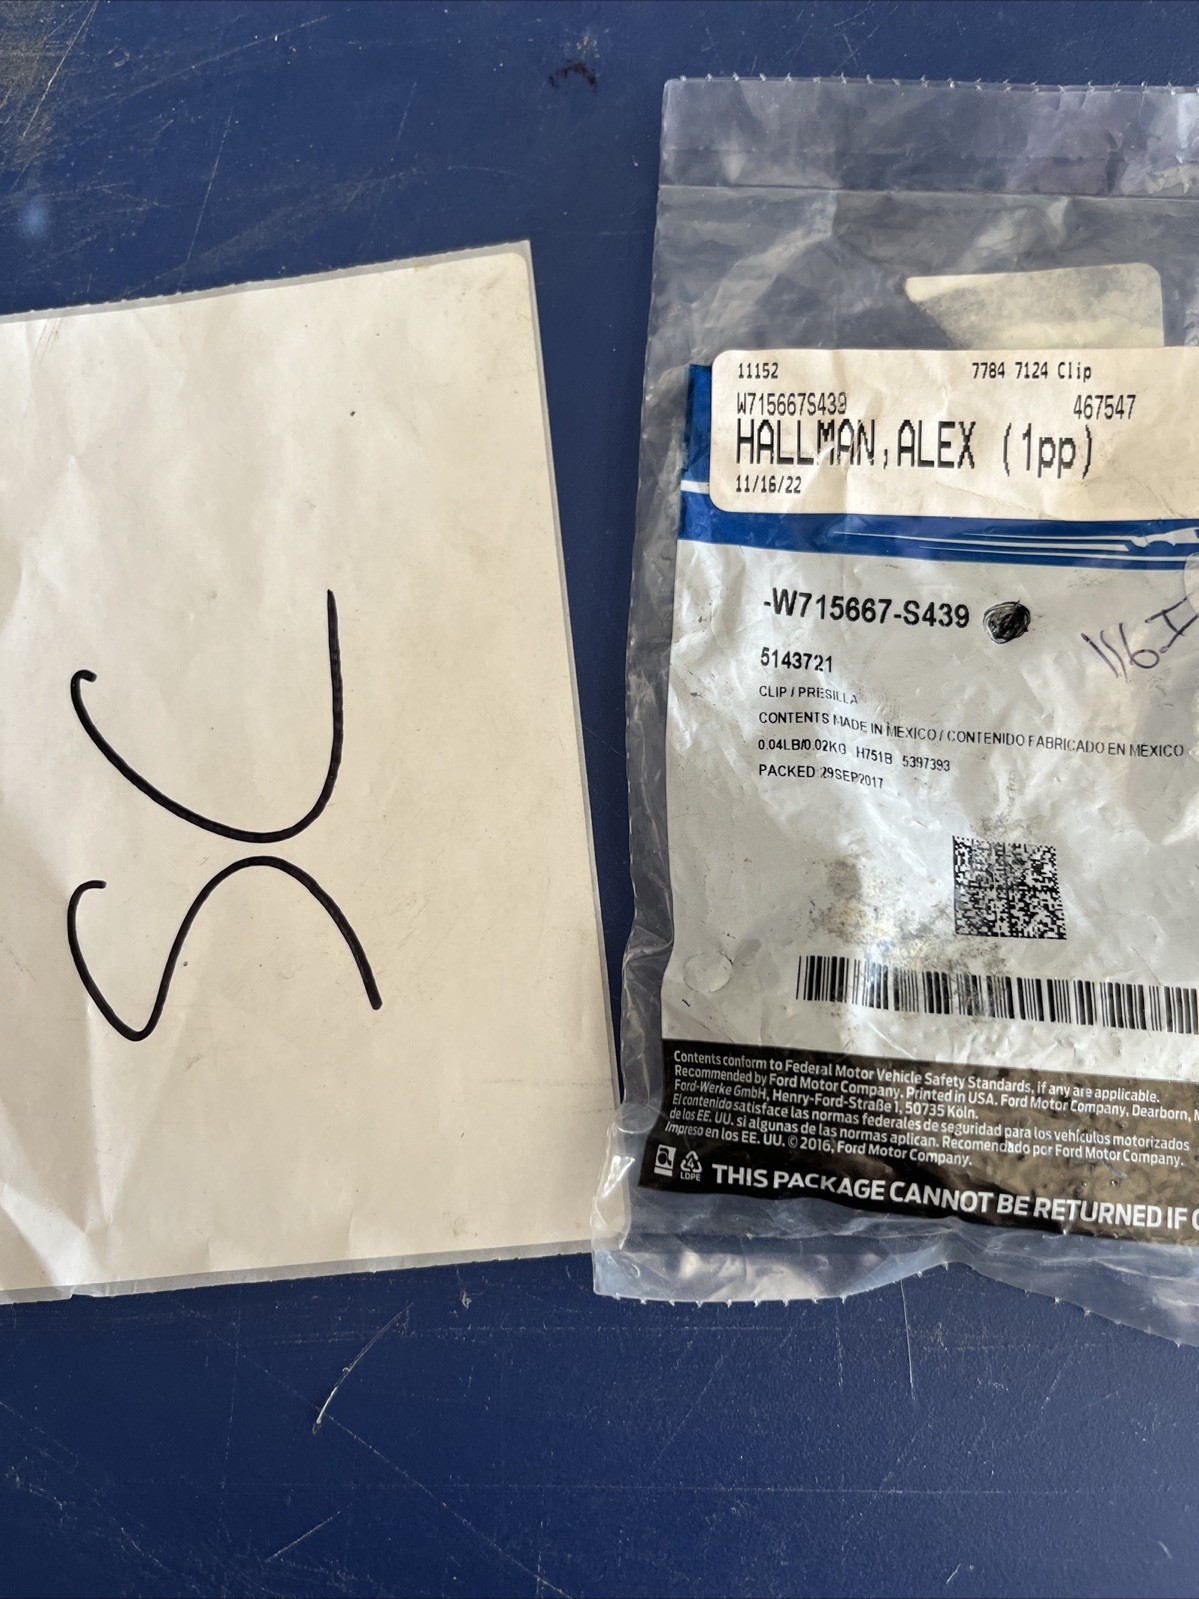 SC
11152 7784 7124 Clip
W715667S439 467547
HALLMAN,ALEX (1pp)
11/16/22
-W715667-S439
116I
5143721
CLIP / PRESILLA
CONTENTS MADE IN MEXICO / CONTENIDO FABRICADO EN MEXICO
0.04LB/0.02KG H751B 5397393
PACKED 29SEP2017
Contents conform to Federal Motor Vehicle Safety Standards, if any are applicable.
Recommended by Ford Motor Company. Printed in USA. Ford Motor Company, Dearborn, M
Ford-Werke GmbH, Henry-Ford-Straße 1, 50735 Köln.
El contenido satisface las normas federales de seguridad para los vehículos motorizados
de los EE. UU. si algunas de las normas aplican. Recomendado por Ford Motor Company.
Impreso en los EE. UU. © 2016, Ford Motor Company.
4
LDPE
THIS PACKAGE CANNOT BE RETURNED IF